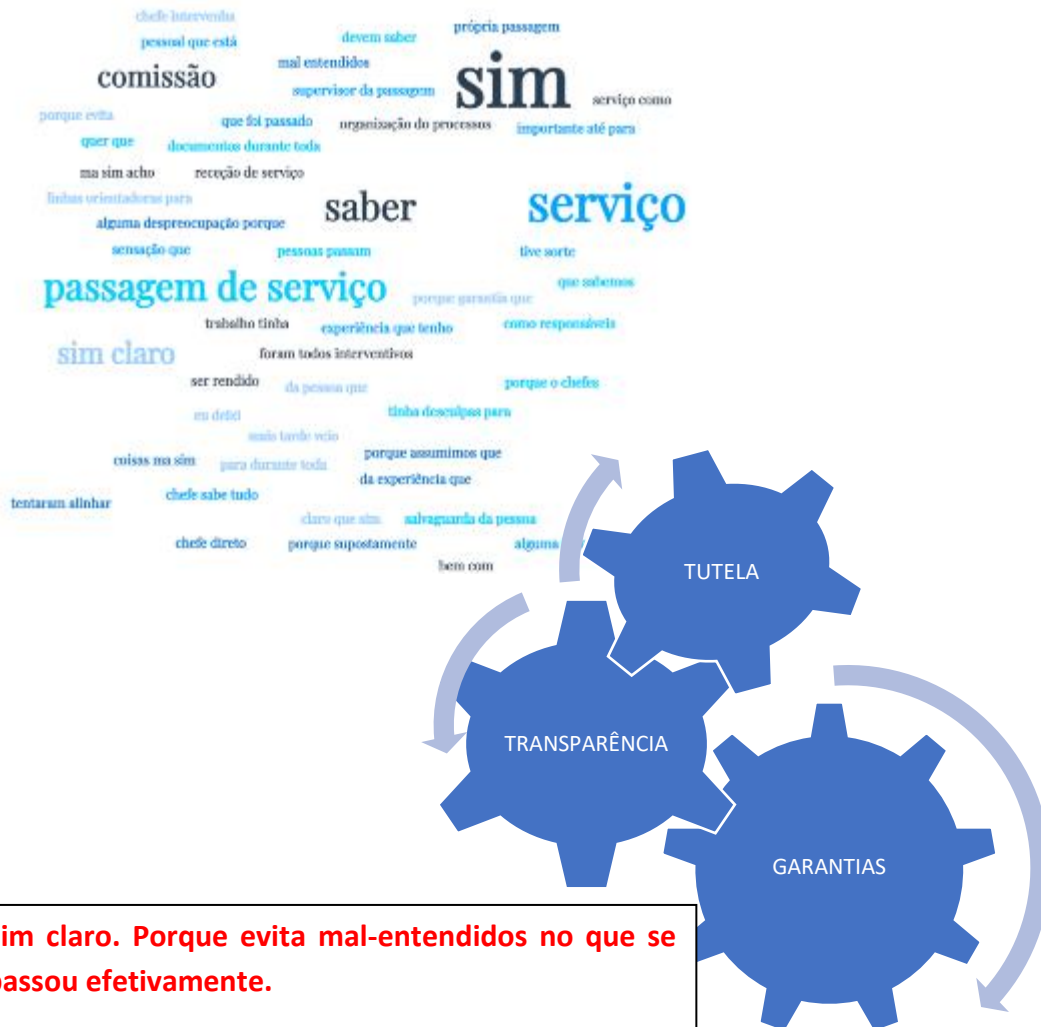 chefe intervenha
pessoal que está
devem saber
própria passagem
comissão
mal entendidos
sim
supervisor da passagem
serviço como
porque evita
que foi passado
organização do processos
importante até para
quer que
documentos durante toda
ma sim acho
receção de serviço
linhas orientadoras para
saber
serviço
alguma despreocupação porque
sensação que
pessoas passam
tive sorte
passagem de serviço
que sabemos
porque garantia que
trabalho tinha
experiência que tenho
como responsáveis
sim claro
foram todos interventivos
ser rendido
da pessoa que
porque o chefes
eu defei
tinha desculpas para
mais tarde veio
coisas ma sim
para durante toda
porque assumimos que
da experiência que
tentaram alinhar
chefe sabe tudo
claro que sim
salvaguarda da pessoa
chefe direto
porque supostamente
alguma
bem com
TUTELA
TRANSPARÊNCIA
GARANTIAS
im claro. Porque evita mal-entendidos no que se
passou efetivamente.